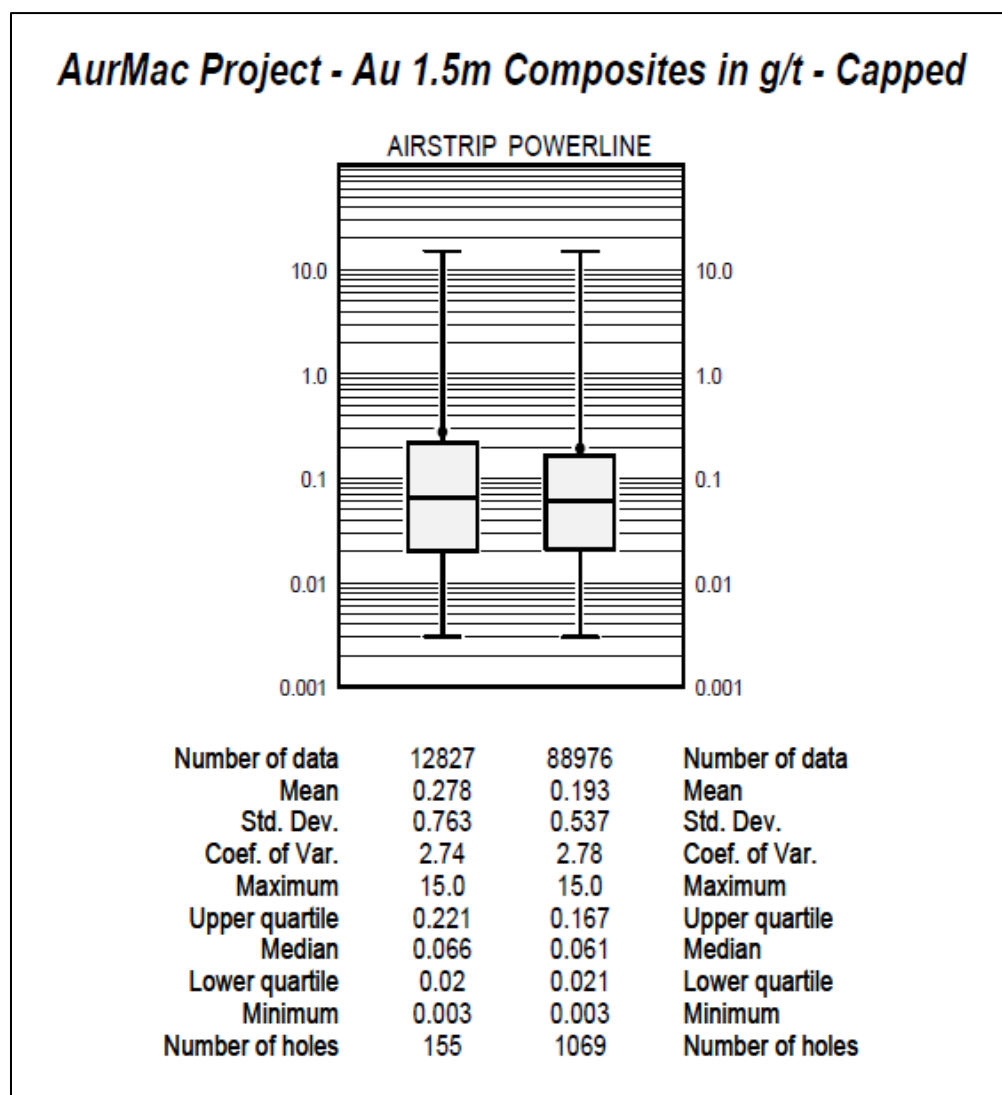 AurMac Project - Au 1.5m Composites in g/t - Capped
AIRSTRIP POWERLINE
10.0 10.0
1.0 1.0
0.1 0.1
0.01 0.01
0.001 0.001
Number of data 12827 88976 Number of data
Mean 0.278 0.193 Mean
Std. Dev. 0.763 0.537 Std. Dev.
Coef. of Var. 2.74 2.78 Coef. of Var.
Maximum 15.0 15.0 Maximum
Upper quartile 0.221 0.167 Upper quartile
Median 0.066 0.061 Median
Lower quartile 0.02 0.021 Lower quartile
Minimum 0.003 0.003 Minimum
Number of holes 155 1069 Number of holes